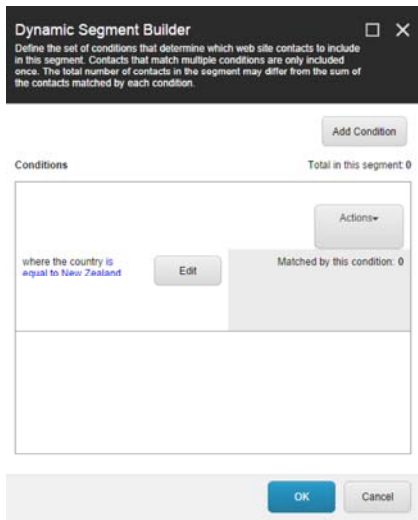 Dynamic Segment Builder
Define the set of conditions that determine which web site contacts to include
in this segment. Contacts that match multiple conditions are only included
once. The total number of contacts in the segment may differ from the sum of
the contacts matched by each condition.
Add Condition
Conditions Total in this segment: 0
Actions
where the country is
equal to New Zealand
Edit
Matched by this condition: 0
OK Cancel